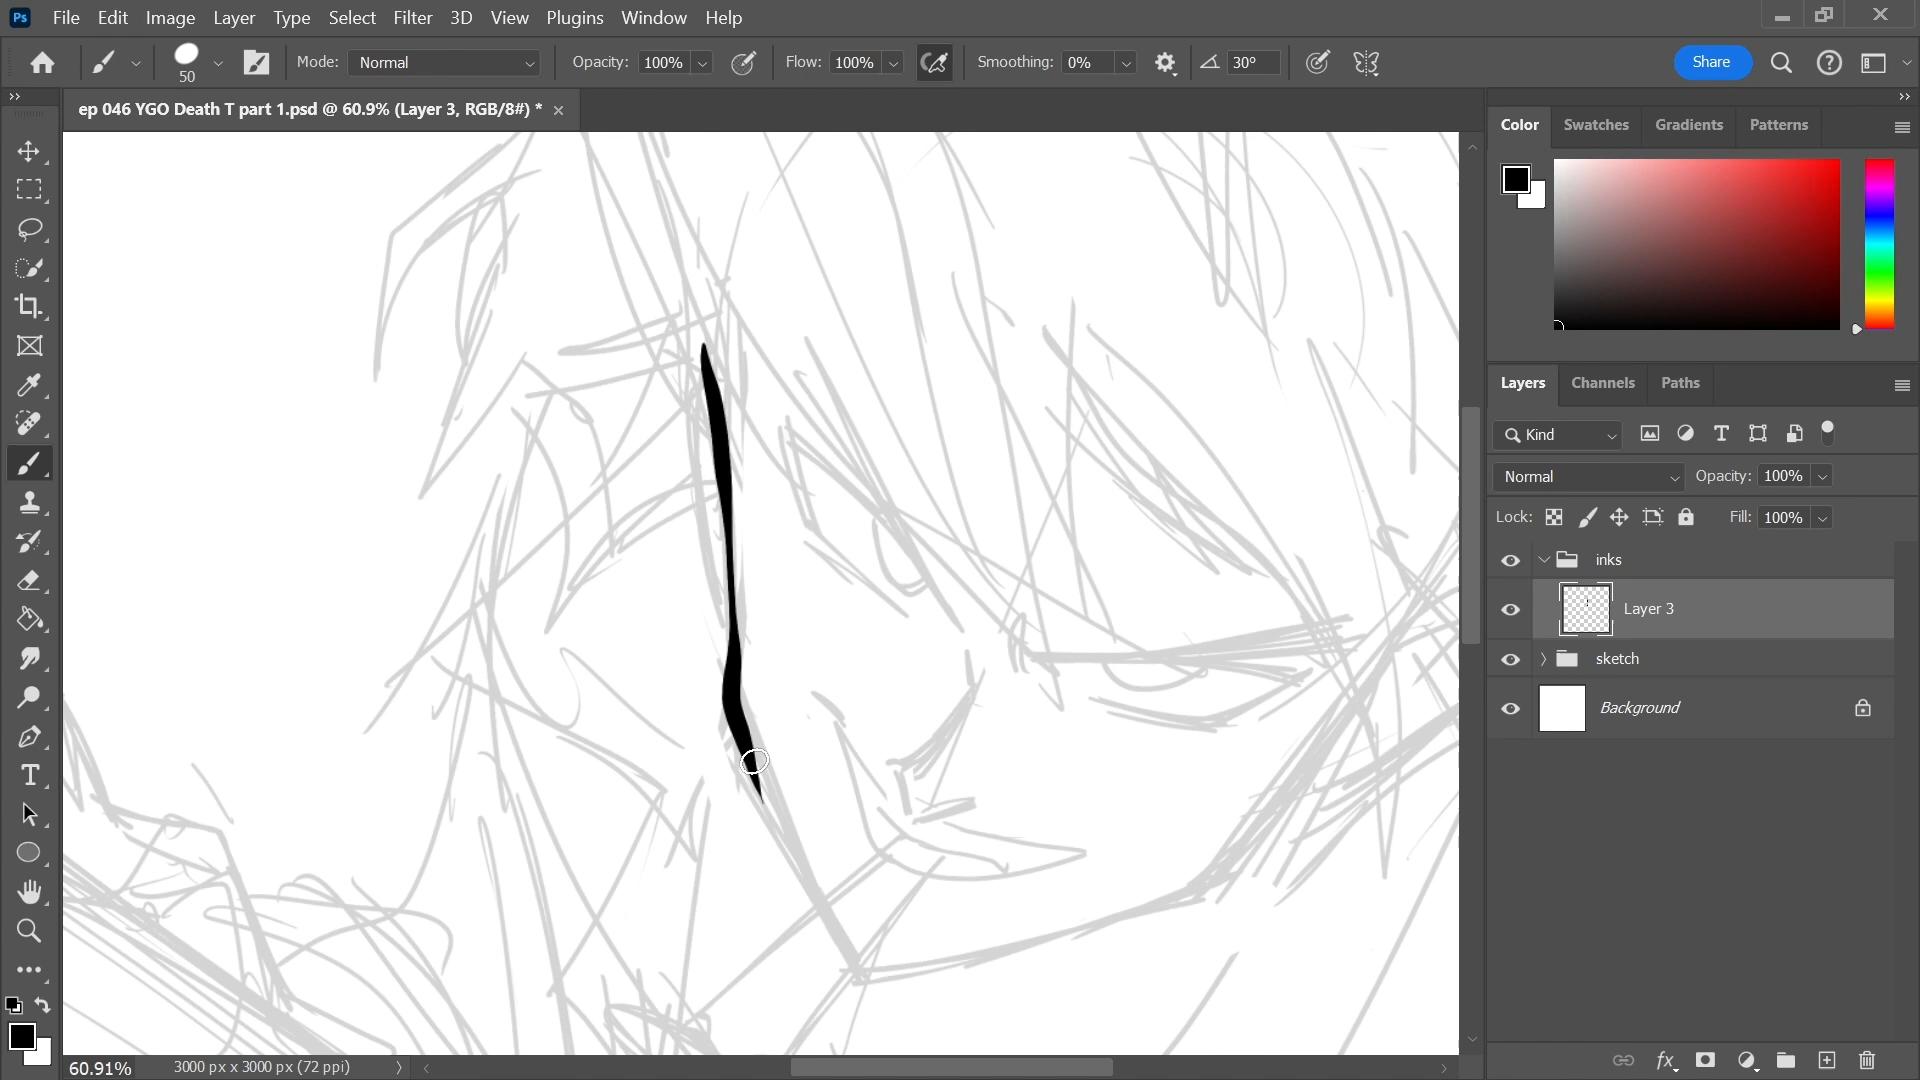 Ps File Edit Image Layer Type Select Filter 3D View Plugins Window Help
50 Mode: Normal Opacity: 100% Flow: 100% Smoothing: 0% 30° Share
ep 046 YGO Death T part 1.psd @ 60.9% (Layer 3, RGB/8#) *
Color Swatches Gradients Patterns
Layers Channels Paths
Kind
Normal Opacity: 100%
Lock: Fill: 100%
inks
Layer 3
sketch
Background
60.91% 3000 px x 3000 px (72 ppi)